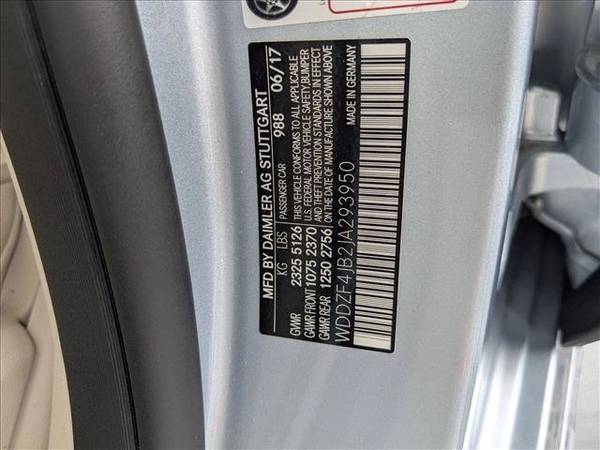 MFD BY DAIMLER AG STUTTGART
PASSENGER CAR 988 06/17
KG LBS
GVWR 2325 5126
GAWR FRONT 1075 2370
GAWR REAR 1250 2756
THIS VEHICLE CONFORMS TO ALL APPLICABLE
U.S. FEDERAL MOTOR VEHICLE SAFETY, BUMPER
AND THEFT PREVENTION STANDARDS IN EFFECT
ON THE DATE OF MANUFACTURE SHOWN ABOVE
WDDZF4JB2JA293950 MADE IN GERMANY